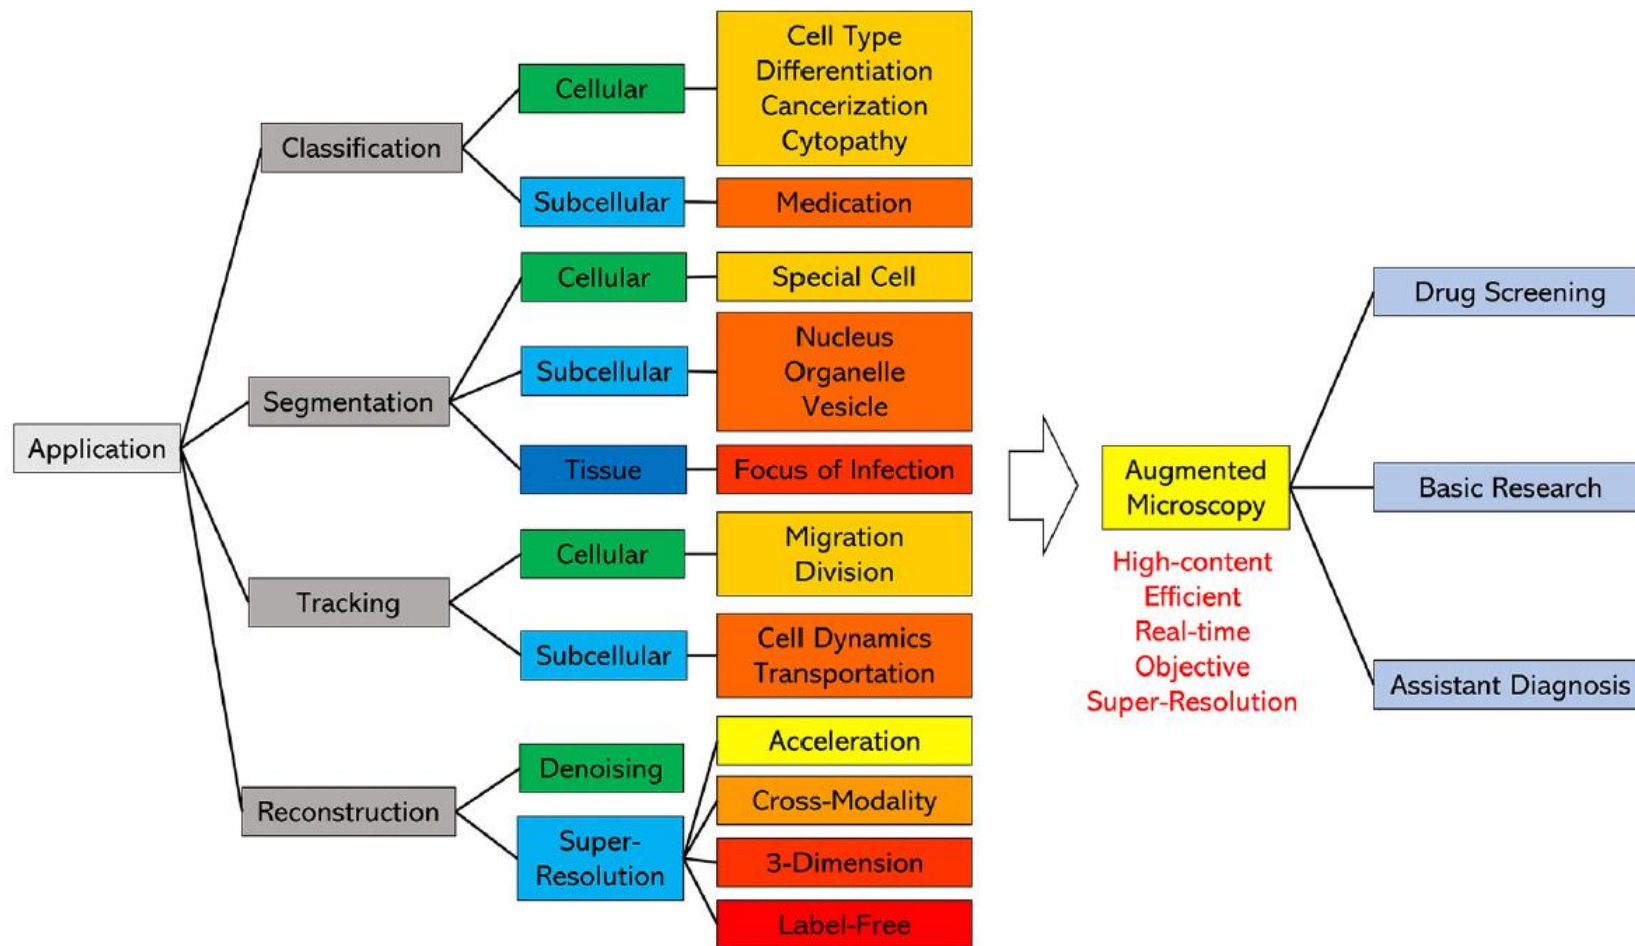 Application
Classification
Cellular
Cell Type
Differentiation
Cancerization
Cytopathy
Subcellular
Medication
Segmentation
Cellular
Special Cell
Subcellular
Nucleus
Organelle
Vesicle
Tissue
Focus of Infection
Tracking
Cellular
Migration
Division
Subcellular
Cell Dynamics
Transportation
Reconstruction
Denoising
Super-
Resolution
Acceleration
Cross-Modality
3-Dimension
Label-Free
Augmented
Microscopy
High-content
Efficient
Real-time
Objective
Super-Resolution
Drug Screening
Basic Research
Assistant Diagnosis